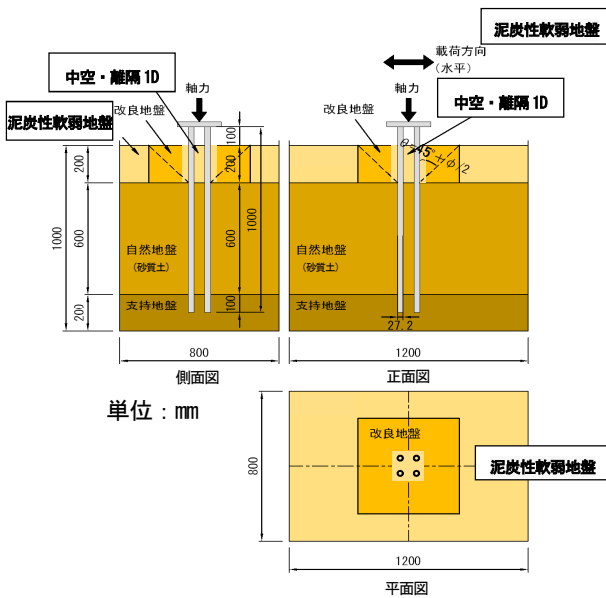 泥炭性軟弱地盤
載荷方向
(水平)
中空・離隔 1D
軸力
改良地盤
泥炭性軟弱地盤
軸力
中空・離隔 1D
改良地盤
θ=45°+φ/2
100
200
1000
600
100
200
1000
600
200
自然地盤
(砂質土)
支持地盤
自然地盤
(砂質土)
支持地盤
27.2
800
側面図
1200
正面図
単位：mm
改良地盤
泥炭性軟弱地盤
800
1200
平面図